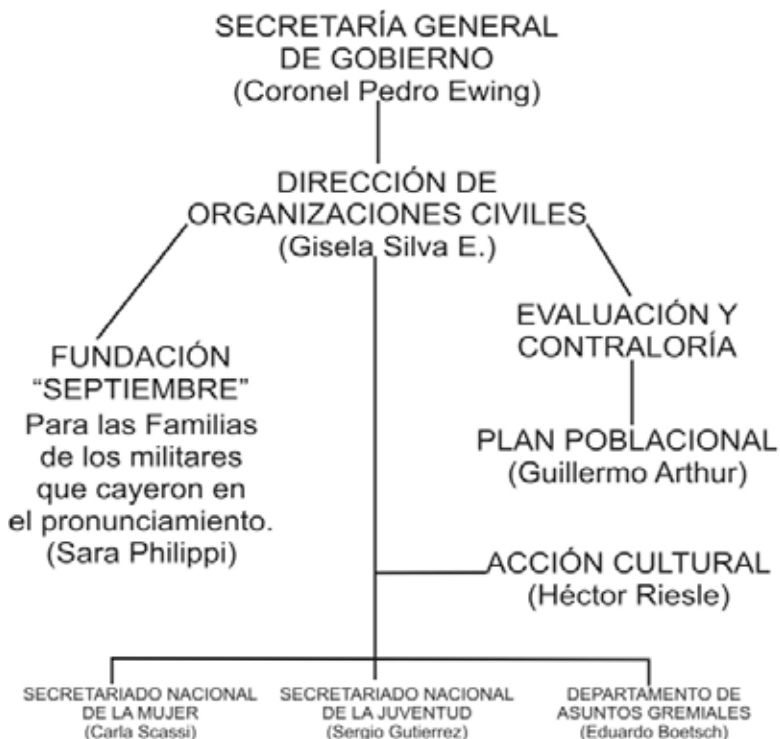 SECRETARÍA GENERAL
DE GOBIERNO
(Coronel Pedro Ewing)
DIRECCIÓN DE
ORGANIZACIONES CIVILES
(Gisela Silva E.)
FUNDACIÓN
“SEPTIEMBRE”
Para las Familias
de los militares
que cayeron en
el pronunciamiento.
(Sara Philippi)
EVALUACIÓN Y
CONTRALORÍA
PLAN POBLACIONAL
(Guillermo Arthur)
ACCIÓN CULTURAL
(Héctor Riesle)
SECRETARIADO NACIONAL
DE LA MUJER
(Carla Scassi)
SECRETARIADO NACIONAL
DE LA JUVENTUD
(Sergio Gutierrez)
DEPARTAMENTO DE
ASUNTOS GREMIALES
(Eduardo Boetsch)